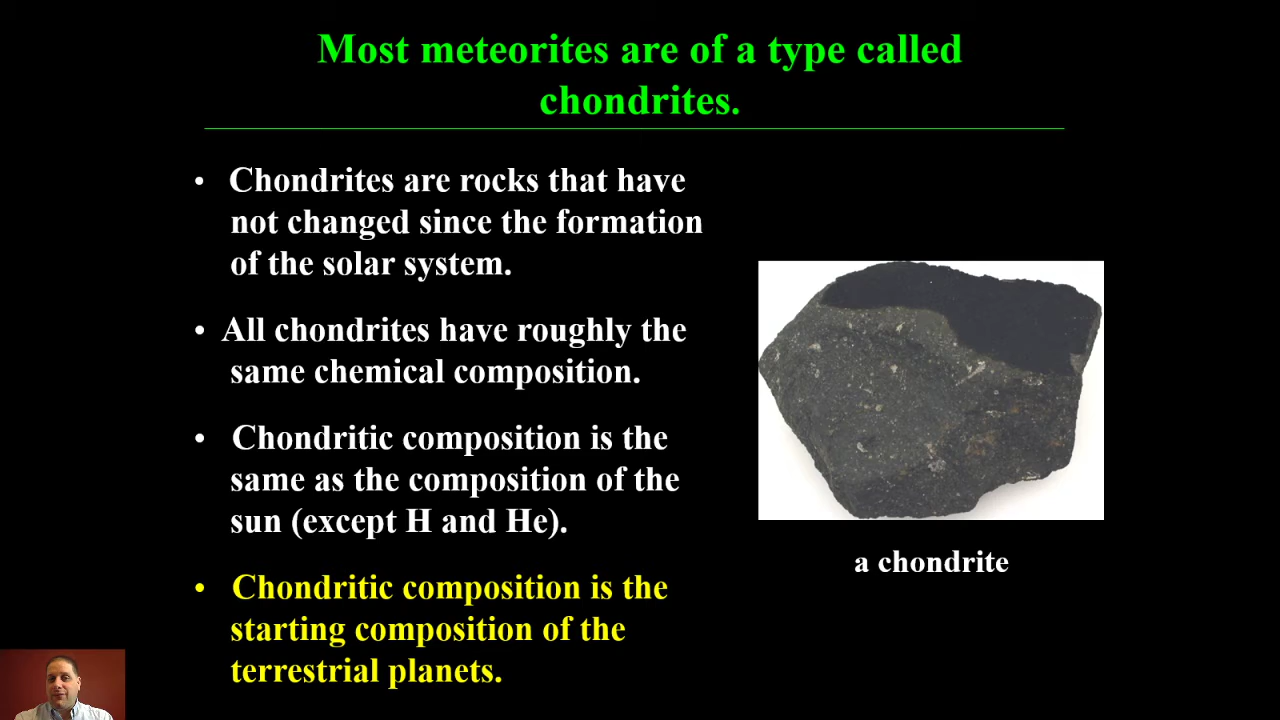 Most meteorites are of a type called
chondrites.
• Chondrites are rocks that have
not changed since the formation
of the solar system.
• All chondrites have roughly the
same chemical composition.
• Chondritic composition is the
same as the composition of the
sun (except H and He).
• Chondritic composition is the
starting composition of the
terrestrial planets.
a chondrite